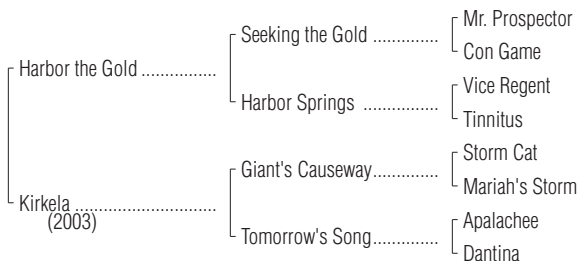 Mr. Prospector
Seeking the Gold ..............
Con Game
Harbor the Gold ................
Vice Regent
Harbor Springs ................
Tinnitus
Storm Cat
Giant's Causeway..............
Mariah's Storm
Kirkela ..............................
(2003)
Apalachee
Tomorrow's Song..............
Dantina